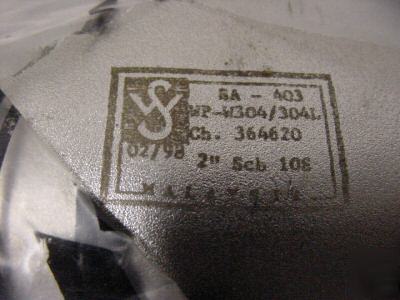 SA - 403
WP-W304/304L
Ch. 364620
02/98
2" Sch 10S
MALAYSIA